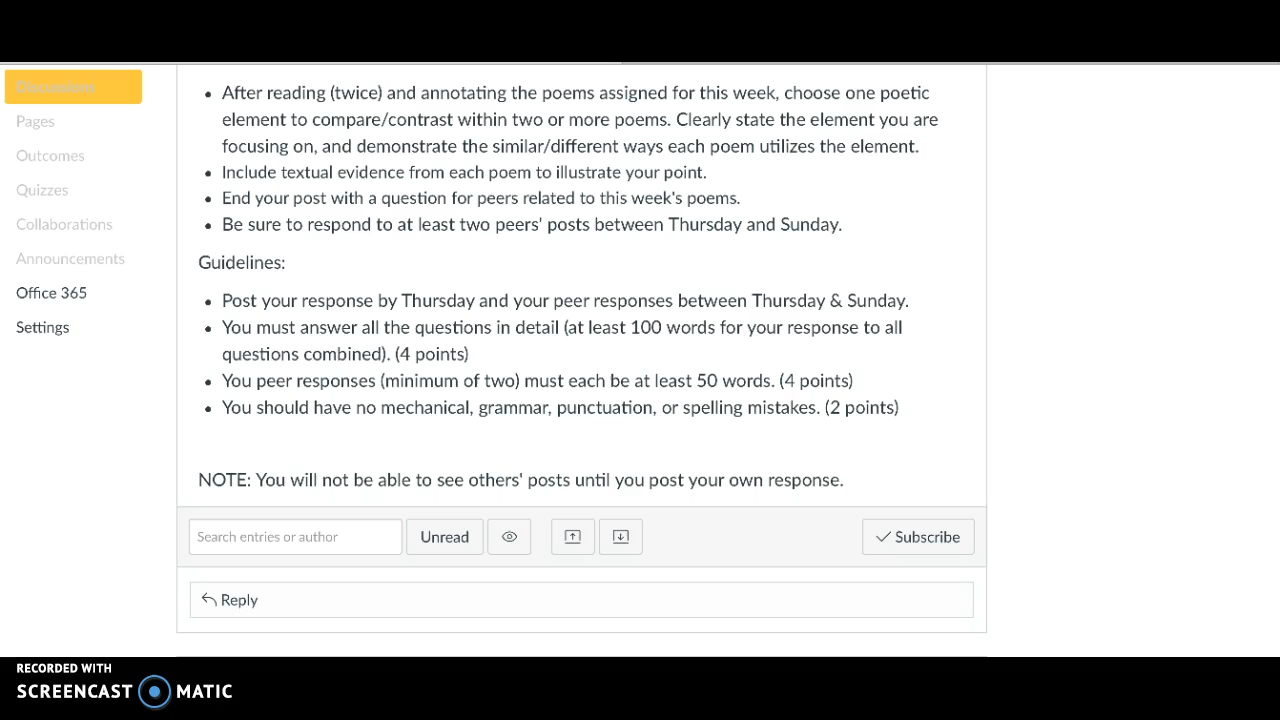 Discussions
Pages
Outcomes
Quizzes
Collaborations
Announcements
Office 365
Settings
After reading (twice) and annotating the poems assigned for this week, choose one poetic
element to compare/contrast within two or more poems. Clearly state the element you are
focusing on, and demonstrate the similar/different ways each poem utilizes the element.
Include textual evidence from each poem to illustrate your point.
End your post with a question for peers related to this week's poems.
Be sure to respond to at least two peers' posts between Thursday and Sunday.
Guidelines:
Post your response by Thursday and your peer responses between Thursday & Sunday.
You must answer all the questions in detail (at least 100 words for your response to all
questions combined). (4 points)
You peer responses (minimum of two) must each be at least 50 words. (4 points)
You should have no mechanical, grammar, punctuation, or spelling mistakes. (2 points)
NOTE: You will not be able to see others' posts until you post your own response.
Search entries or author
Unread
Subscribe
Reply
RECORDED WITH
SCREENCAST MATIC